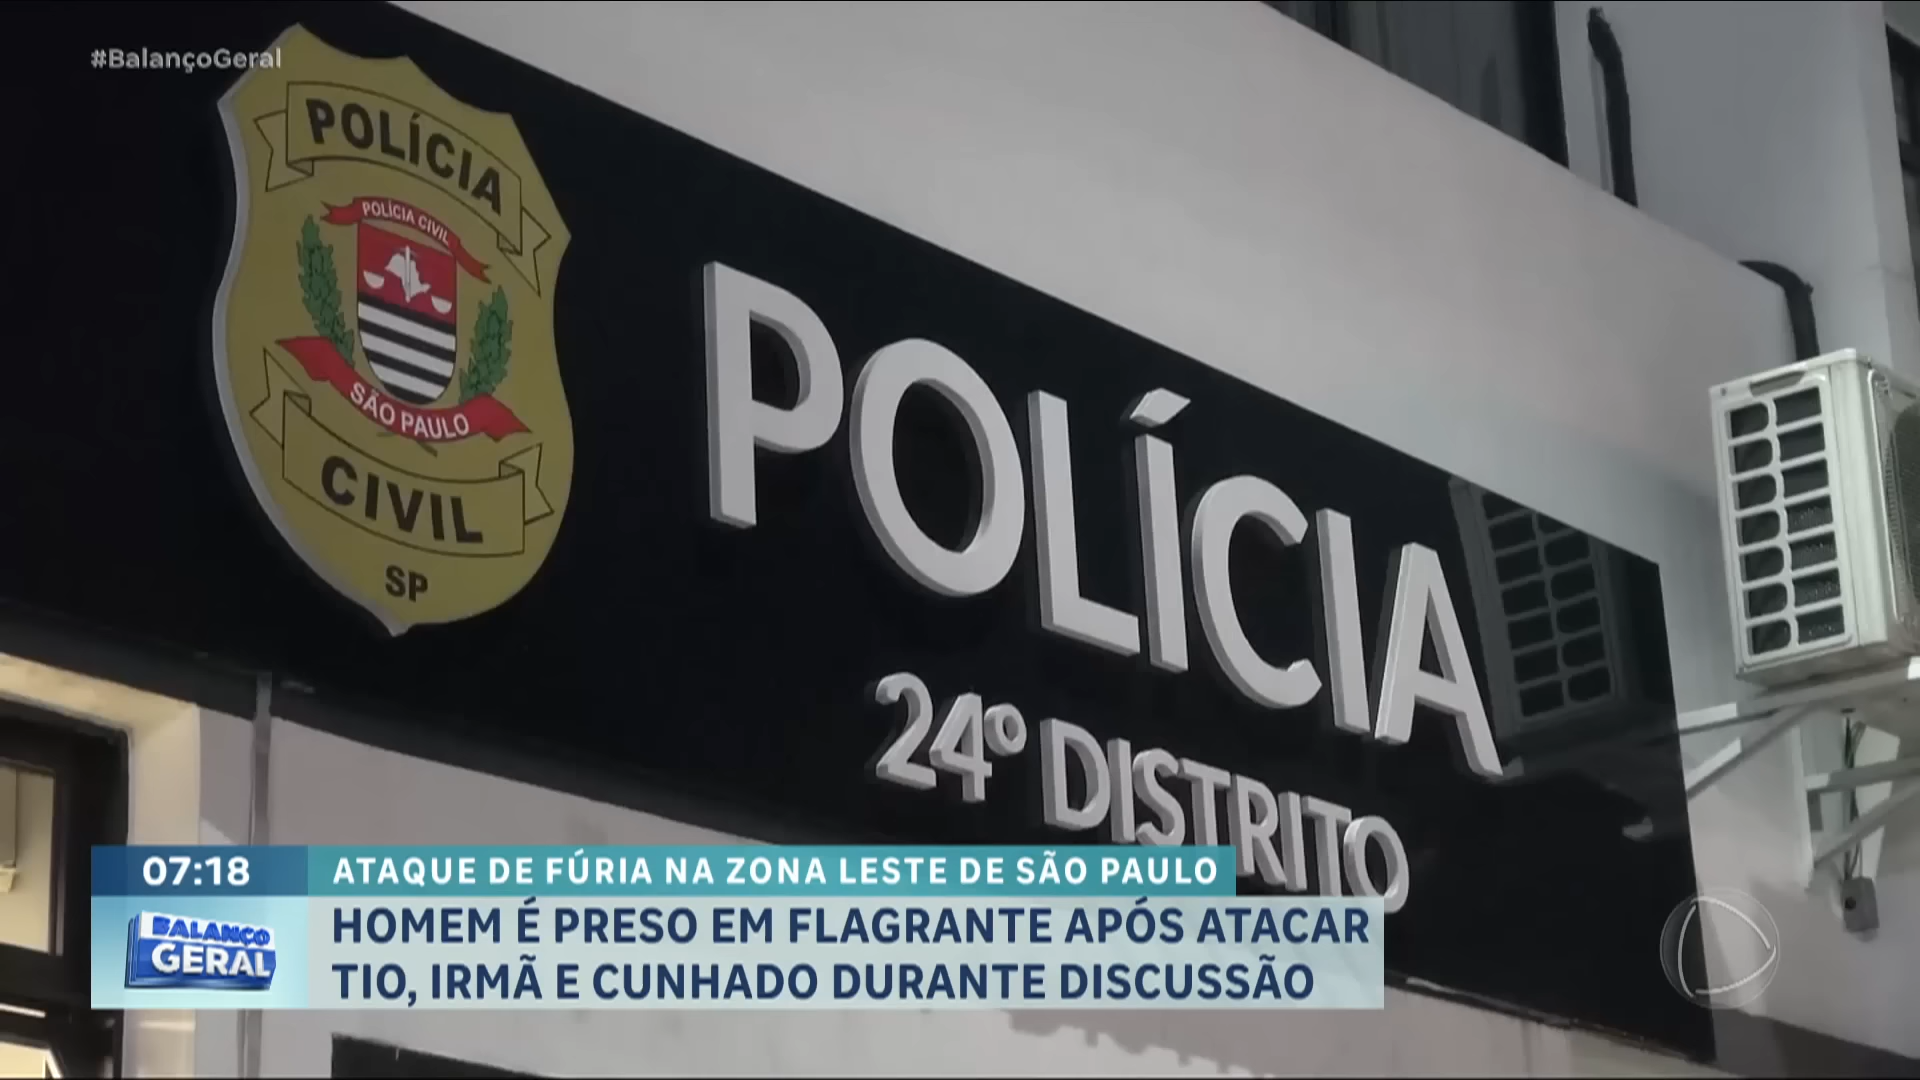 #BalançoGeral
POLÍCIA
POLÍCIA CIVIL
SÃO PAULO
CIVIL
SP
POLÍCIA
24º DISTRITO
07:18
ATAQUE DE FÚRIA NA ZONA LESTE DE SÃO PAULO
BALANÇO
GERAL
HOMEM É PRESO EM FLAGRANTE APÓS ATACAR
TIO, IRMÃ E CUNHADO DURANTE DISCUSSÃO